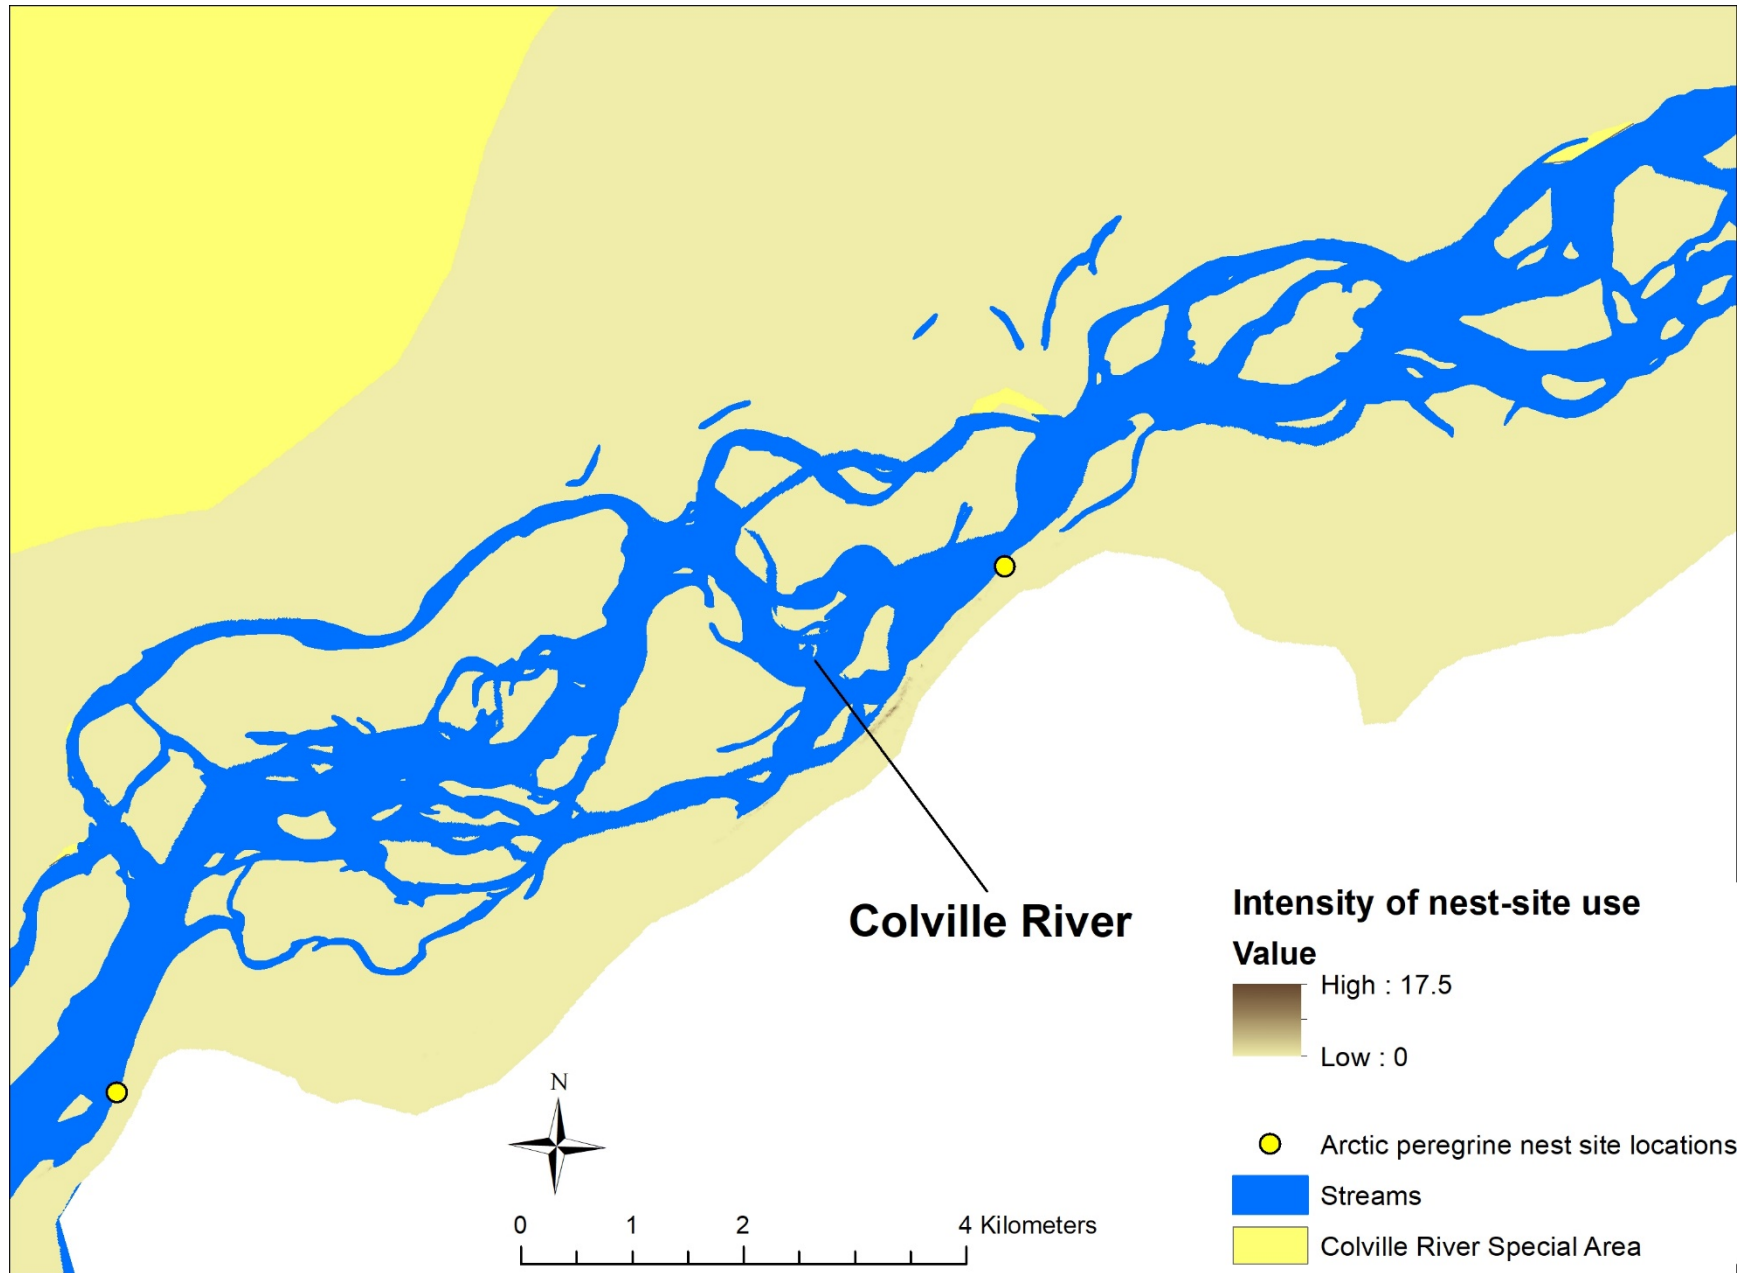 Colville River
Intensity of nest-site use
Value
High : 17.5
Low : 0
N
Arctic peregrine nest site locations
Streams
Colville River Special Area
0 1 2 4 Kilometers